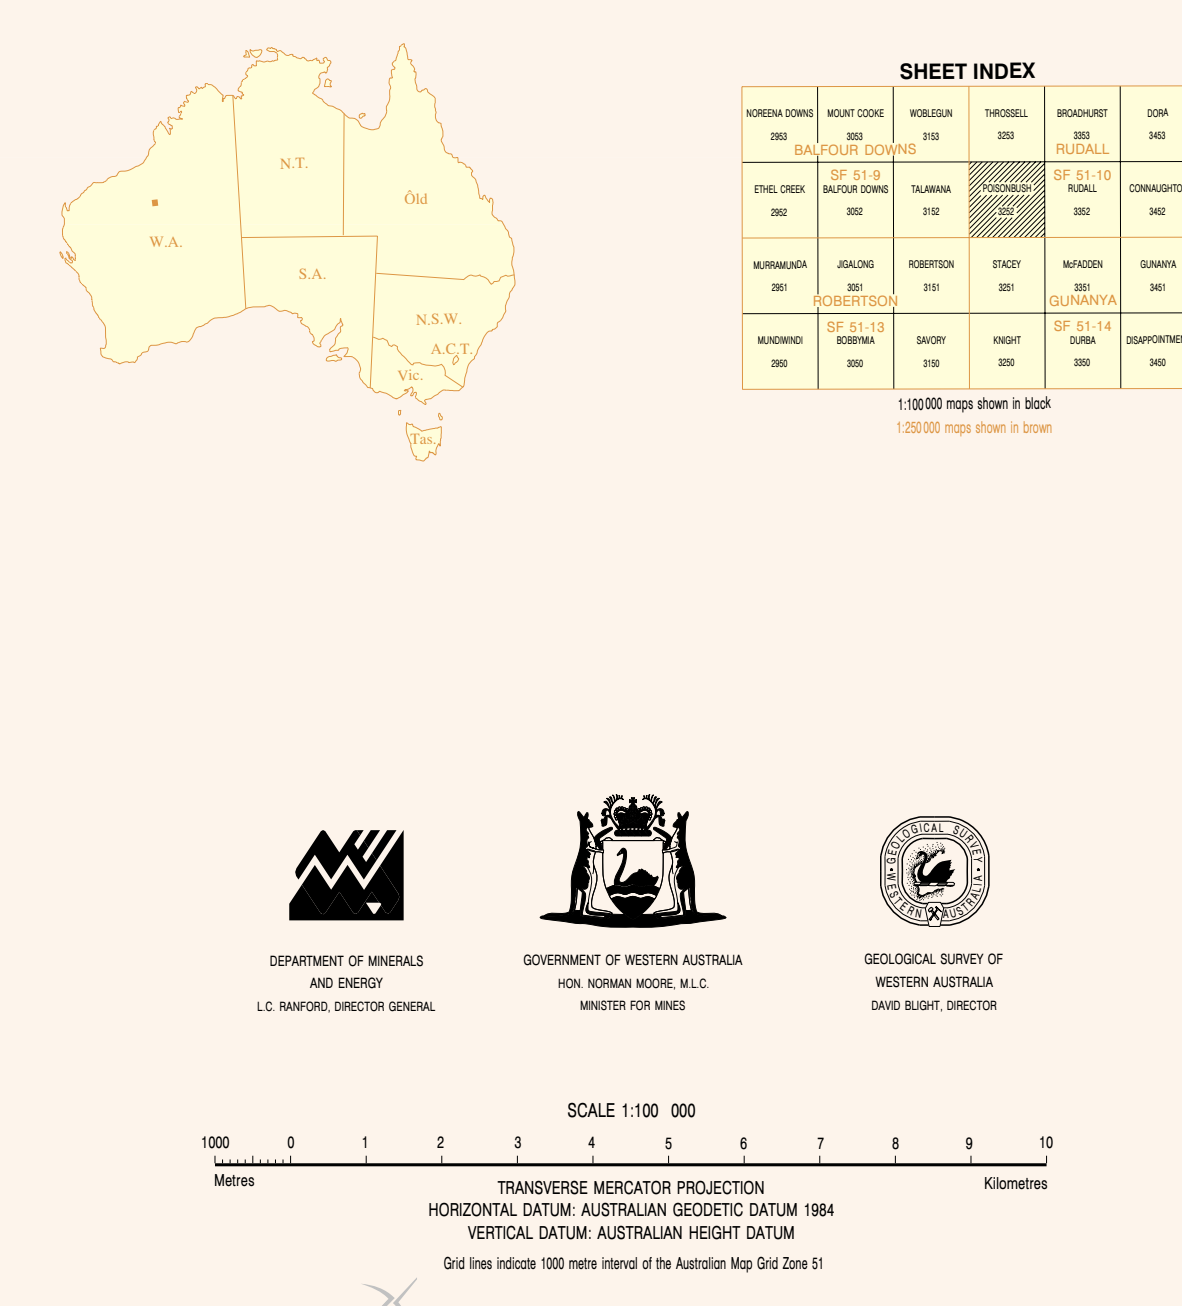 N.T.
Ôld
W.A.
S.A.
N.S.W.
A.C.T.
Vic.
Tas.
SHEET INDEX
NOREENA DOWNS MOUNT COOKE WOBLEGUN THROSSELL BROADHURST DORA
2953 3053 3153 3253 3353 3453
BALFOUR DOWNS RUDALL
SF 51-9 SF 51-10
ETHEL CREEK BALFOUR DOWNS TALAWANA POISONBUSH RUDALL CONNAUGHTO
2952 3052 3152 3252 3352 3452
MURRAMUNDA JIGALONG ROBERTSON STACEY McFADDEN GUNANYA
2951 3051 3151 3251 3351 3451
ROBERTSON GUNANYA
SF 51-13 SF 51-14
MUNDIWINDI BOBBYMIA SAVORY KNIGHT DURBA DISAPPOINTMEN
2950 3050 3150 3250 3350 3450
1:100 000 maps shown in black
1:250 000 maps shown in brown
DEPARTMENT OF MINERALS
AND ENERGY
L.C. RANFORD, DIRECTOR GENERAL
GOVERNMENT OF WESTERN AUSTRALIA
HON. NORMAN MOORE, M.L.C.
MINISTER FOR MINES
GEOLOGICAL SURVEY
WESTERN AUSTRALIA
GEOLOGICAL SURVEY OF
WESTERN AUSTRALIA
DAVID BLIGHT, DIRECTOR
SCALE 1:100 000
1000 0 1 2 3 4 5 6 7 8 9 10
Metres Kilometres
TRANSVERSE MERCATOR PROJECTION
HORIZONTAL DATUM: AUSTRALIAN GEODETIC DATUM 1984
VERTICAL DATUM: AUSTRALIAN HEIGHT DATUM
Grid lines indicate 1000 metre interval of the Australian Map Grid Zone 51